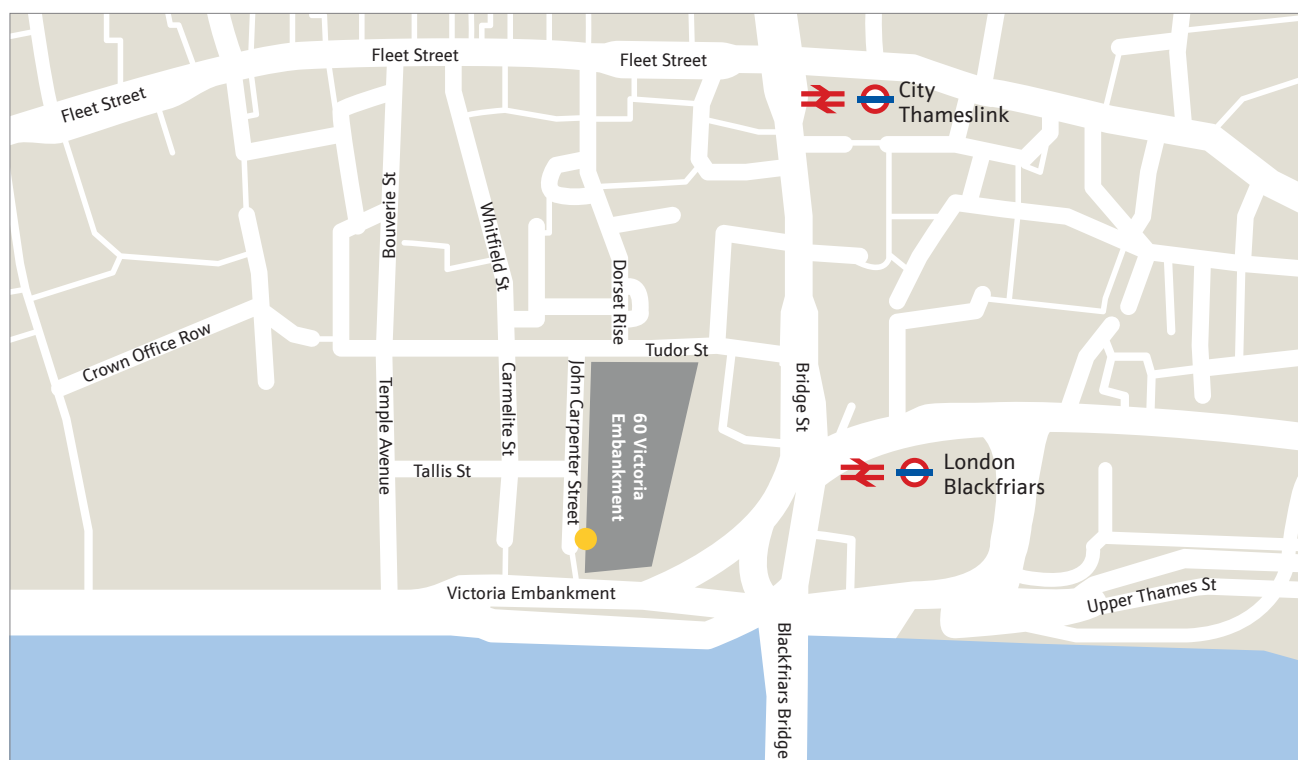 Fleet Street
Fleet Street
Fleet Street
City
Thameslink
Bouverie St
Whitfield St
Dorset Rise
Crown Office Row
Tudor St
Temple Avenue
Carmelite St
John Carpenter Street
60 Victoria
Embankment
Bridge St
Tallis St
London
Blackfriars
Victoria Embankment
Upper Thames St
Blackfriars Bridge